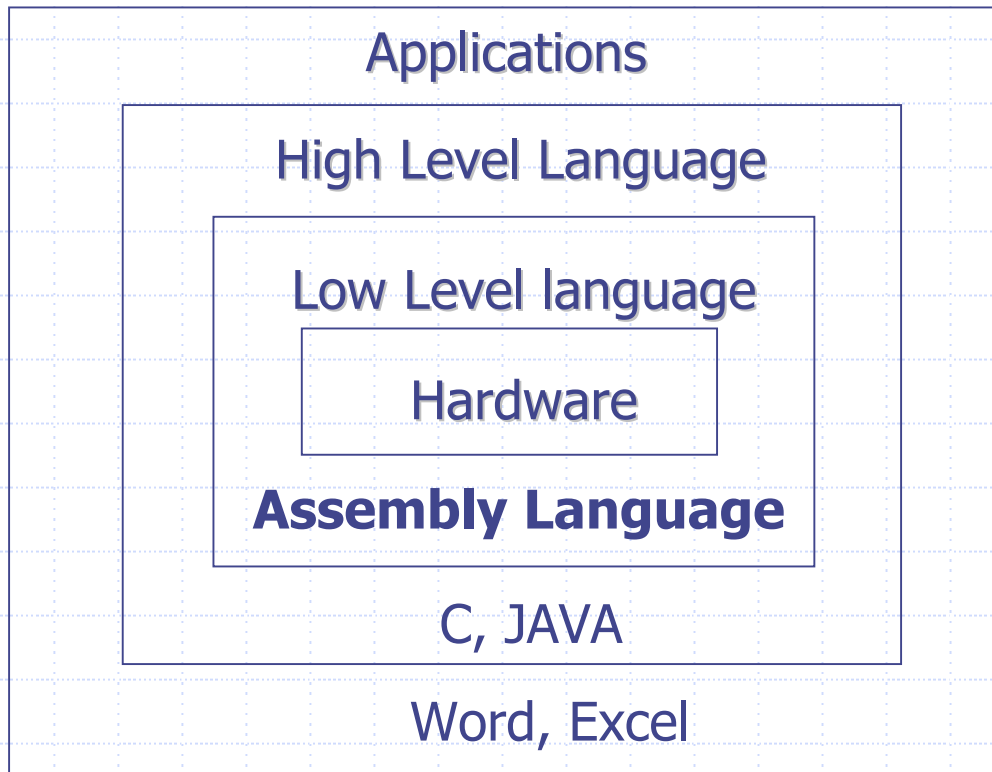 Applications
High Level Language
Low Level language
Hardware
Assembly Language
C, JAVA
Word, Excel